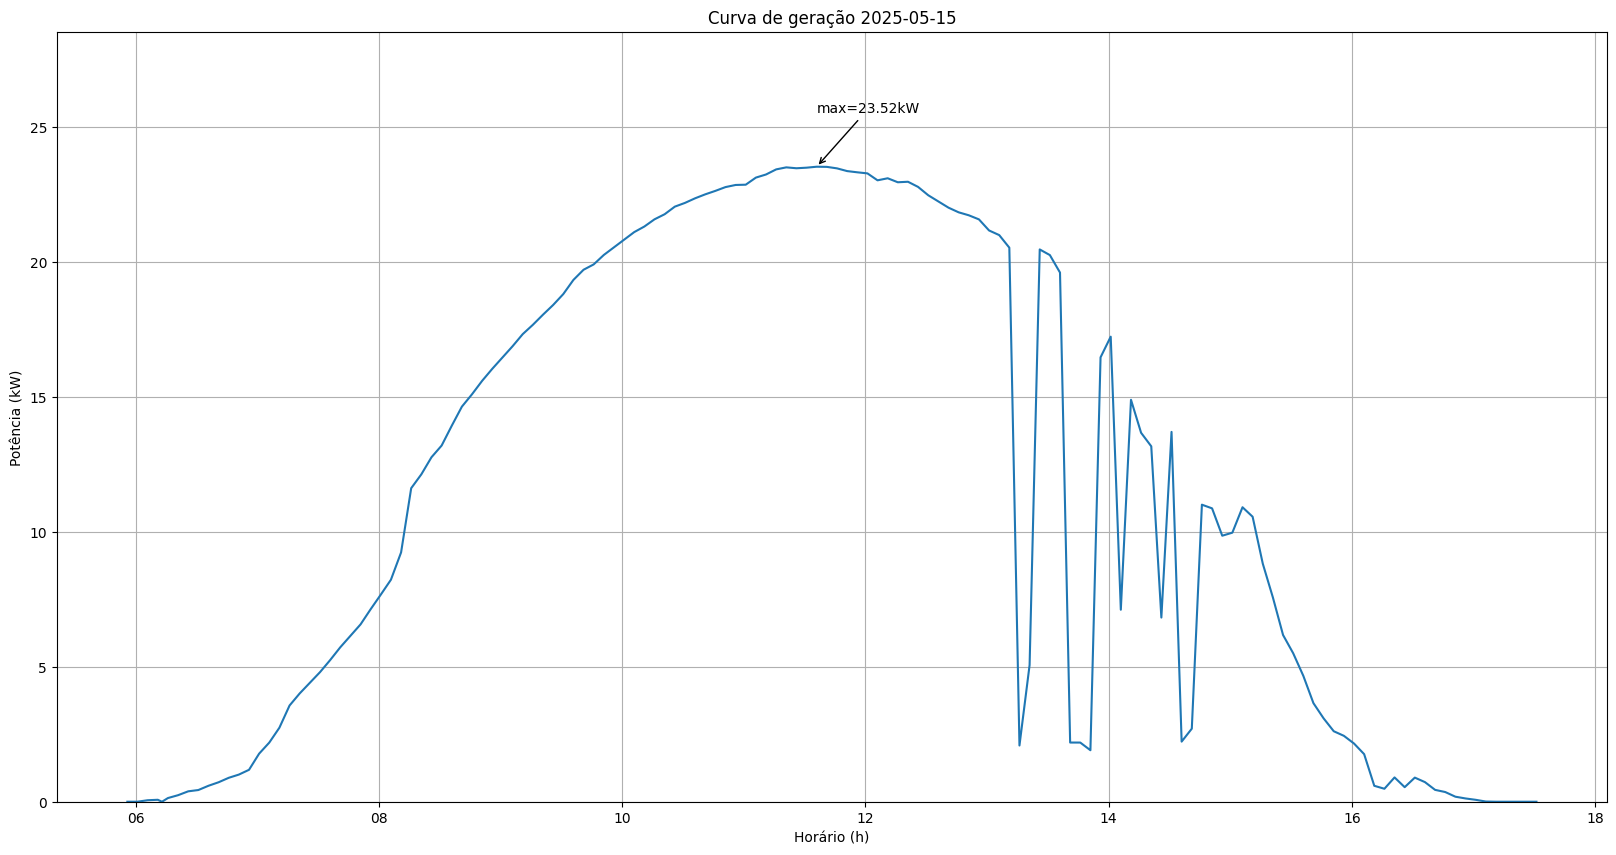 Curva de geração 2025-05-15
max=23.52kW
25
20
15
10
5
0
Potência (kW)
06 08 10 12 14 16 18
Horário (h)